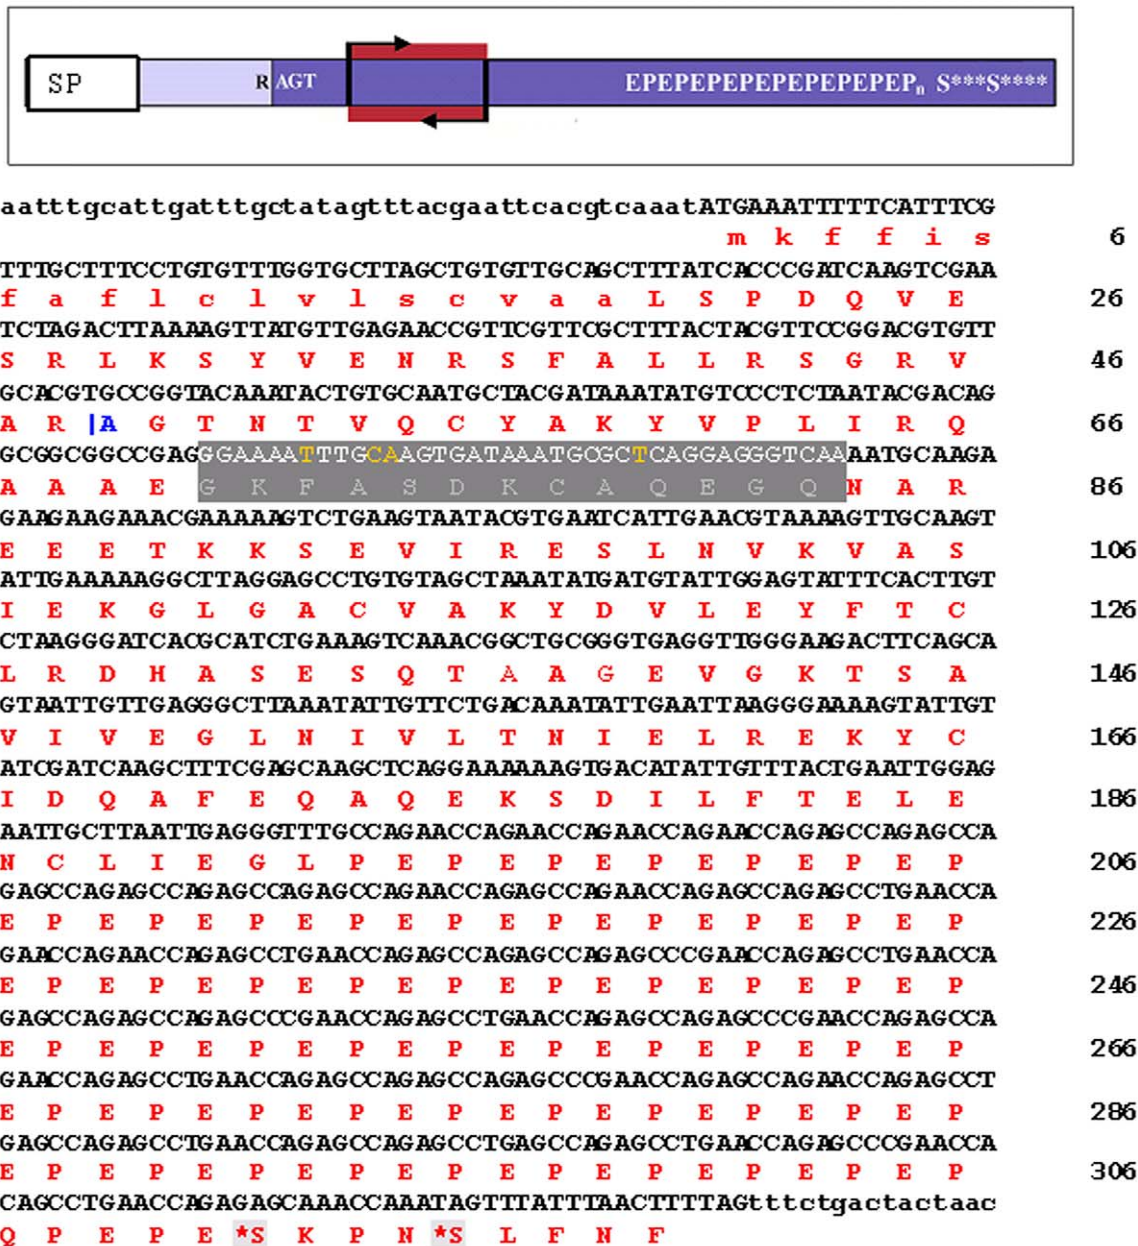 SP R AGT EPEPEPEPEPEPEPEPEPEPn S***S****
aatttgcattgatttgctatagtttacgaattcacgtcaaatATGAAATTTTTCATTTCG
m k f f i s 6
TTTGCTTTCCTGTGTTTGGTGCTTAGCTGTGTTGCAGCTTTATCACCCGATCAAGTCGAA
f a f l c l v l s c v a a L S P D Q V E 26
TCTAGACTTAAAAGTTATGTTGAGAACCGTTCGTTCGCTTTACTACGTTCCGGACGTGTT
S R L K S Y V E N R S F A L L R S G R V 46
GCACGTGCCGGTACAAATACTGTGCAATGCTACGATAAATATGTCCCTCTAATACGACAG
A R |A G T N T V Q C Y A K Y V P L I R Q 66
GCGGCGGCCGAGGGAAAATTTGCAAGTGATAAATGCGCTCAGGAGGGTCAAAATGCAAGA
A A A E G K F A S D K C A Q E G Q N A R 86
GAAGAAGAAACGAAAAAGTCTGAAGTAATACGTGAATCATTGAACGTAAAAGTTGCAAGT
E E E T K K S E V I R E S L N V K V A S 106
ATTGAAAAAGGCTTAGGAGCCTGTGTAGCTAAATATGATGTATTGGAGTATTTCACTTGT
I E K G L G A C V A K Y D V L E Y F T C 126
CTAAGGGATCACGCATCTGAAAGTCAAACGGCTGCGGGTGAGGTTGGGAAGACTTCAGCA
L R D H A S E S Q T A A G E V G K T S A 146
GTAATTGTTGAGGGCTTAAATATTGTTCTGACAAATATTGAATTAAGGGAAAAGTATTGT
V I V E G L N I V L T N I E L R E K Y C 166
ATCGATCAAGCTTTCGAGCAAGCTCAGGAAAAAAGTGACATATTGTTTACTGAATTGGAG
I D Q A F E Q A Q E K S D I L F T E L E 186
AATTGCTTAATTGAGGGTTTGCCAGAACCAGAACCAGAACCAGAACCAGAGCCAGAGCCA
N C L I E G L P E P E P E P E P E P E P 206
GAGCCAGAGCCAGAGCCAGAGCCAGAACCAGAGCCAGAACCAGAGCCAGAGCCTGAACCA
E P E P E P E P E P E P E P E P E P E P 226
GAACCAGAACCAGAGCCTGAACCAGAGCCAGAGCCAGAGCCCGAACCAGAGCCTGAACCA
E P E P E P E P E P E P E P E P E P E P 246
GAGCCAGAGCCAGAGCCCGAACCAGAGCCTGAACCAGAGCCAGAGCCCGAACCAGAGCCA
E P E P E P E P E P E P E P E P E P E P 266
GAACCAGAGCCTGAACCAGAGCCAGAGCCAGAGCCCGAACCAGAGCCAGAACCAGAGCCT
E P E P E P E P E P E P E P E P E P E P 286
GAGCCAGAGCCTGAACCAGAGCCAGAGCCTGAGCCAGAGCCTGAACCAGAGCCCGAACCA
E P E P E P E P E P E P E P E P E P E P 306
CAGCCTGAACCAGAGAGCAAACCAAATAGTTTATTTAACTTTTAGtttctgactactaac
Q P E P E *S K P N *S L F N F